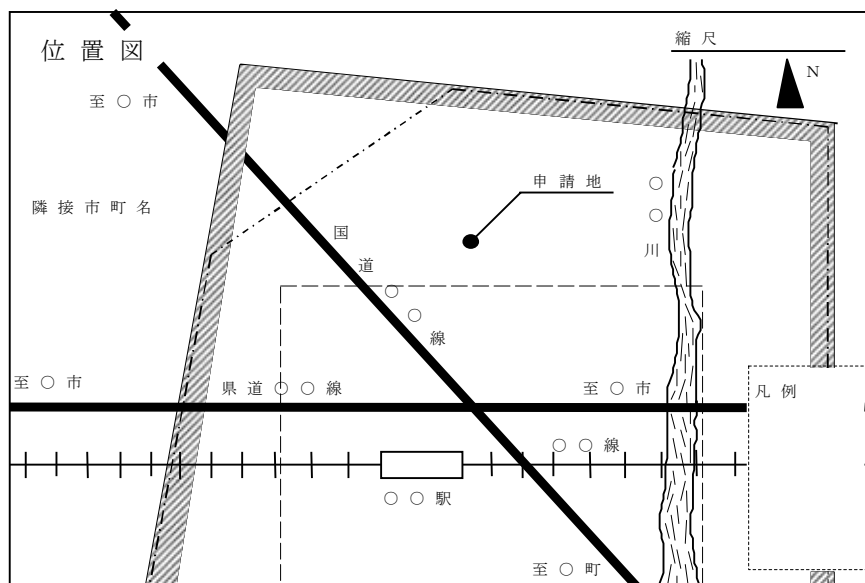 位置図
縮尺
N
至○市
申請地
隣接市町名
○○川
国道○○線
至○市
県道○○線
至○市
凡例
○○線
○○駅
至○町